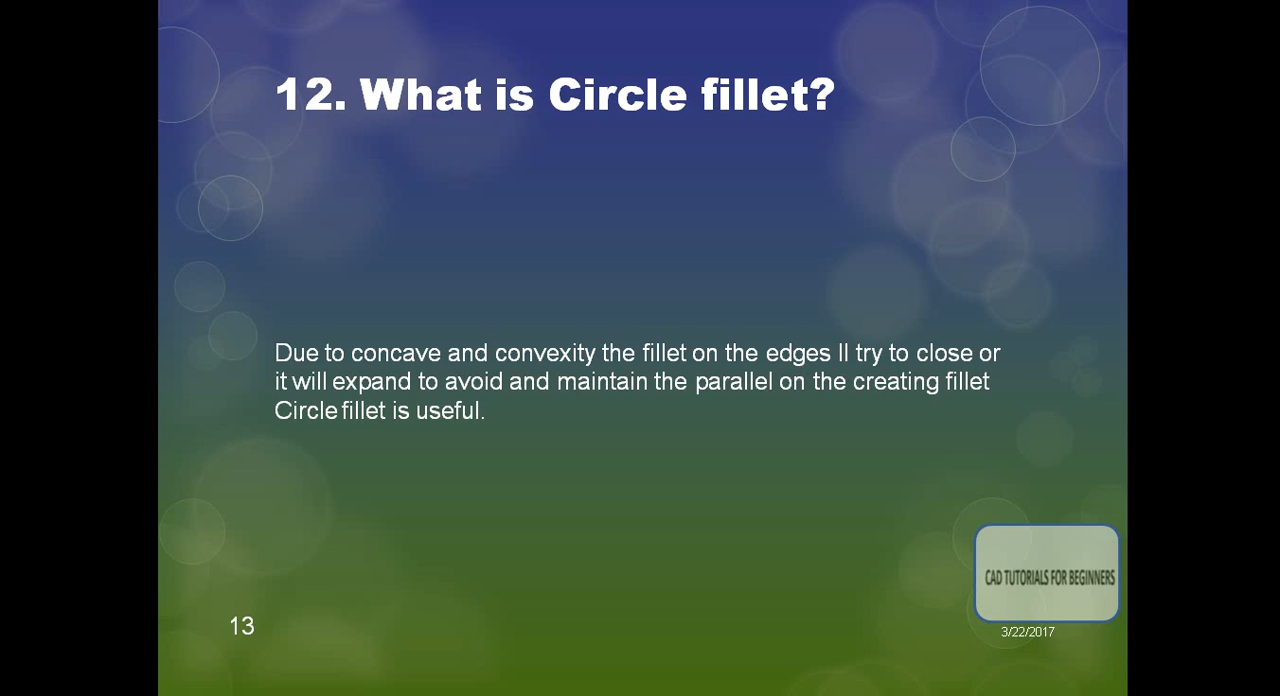 12. What is Circle fillet?
Due to concave and convexity the fillet on the edges ll try to close or
it will expand to avoid and maintain the parallel on the creating fillet
Circle fillet is useful.
CAD TUTORIALS FOR BEGINNERS
13
3/22/2017